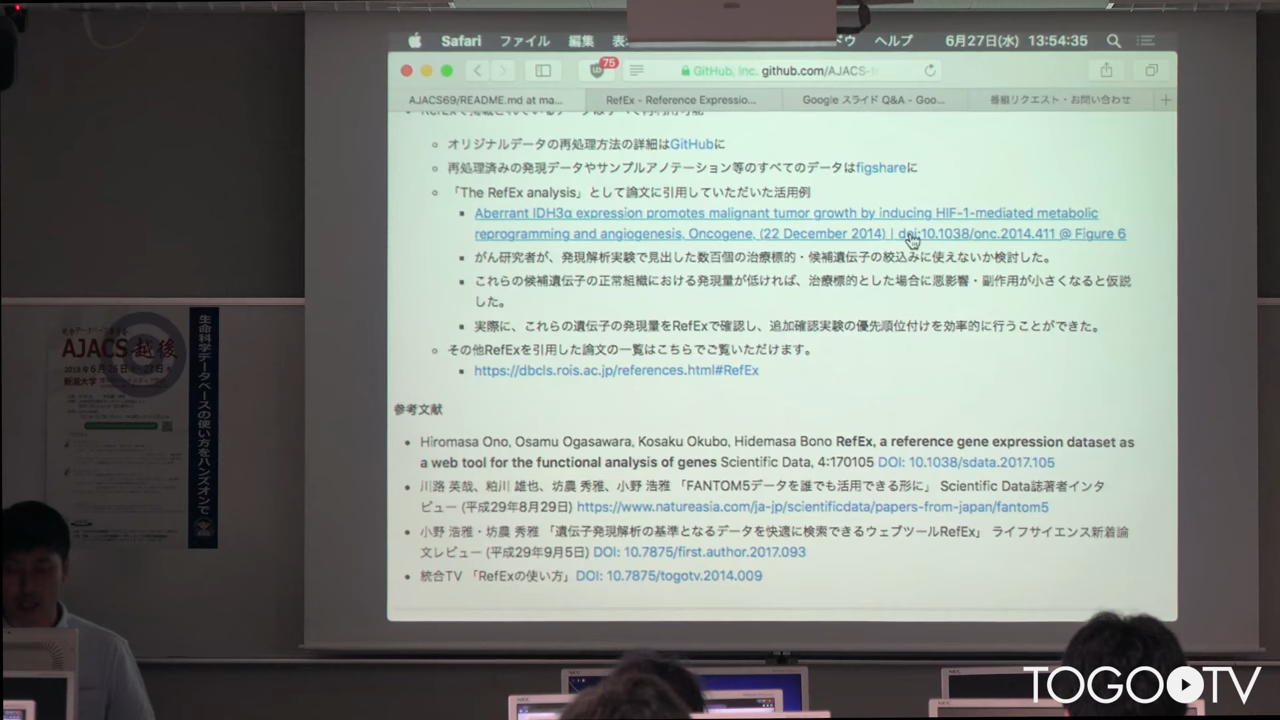 Safari ファイル 編集 表 ドウ ヘルプ 6月27日(水) 13:54:35
75 GitHub, Inc. github.com/AJACS-t
AJACS69/README.md at ma... RefEx - Reference Expressio... Google スライド Q&A - Goo... 番組リクエスト・お問い合わせ
オリジナルデータの再処理方法の詳細はGitHubに
再処理済みの発現データやサンプルアノテーション等のすべてのデータはfigshareに
「The RefEx analysis」として論文に引用していただいた活用例
Aberrant IDH3α expression promotes malignant tumor growth by inducing HIF-1-mediated metabolic
reprogramming and angiogenesis. Oncogene. (22 December 2014) | doi:10.1038/onc.2014.411 @ Figure 6
がん研究者が、発現解析実験で見出した数百個の治療標的・候補遺伝子の絞込みに使えないか検討した。
これらの候補遺伝子の正常組織における発現量が低ければ、治療標的とした場合に悪影響・副作用が小さくなると仮説
した。
実際に、これらの遺伝子の発現量をRefExで確認し、追加確認実験の優先順位付けを効率的に行うことができた。
その他RefExを引用した論文の一覧はこちらでご覧いただけます。
https://dbcls.rois.ac.jp/references.html#RefEx
参考文献
Hiromasa Ono, Osamu Ogasawara, Kosaku Okubo, Hidemasa Bono RefEx, a reference gene expression dataset as
a web tool for the functional analysis of genes Scientific Data, 4:170105 DOI: 10.1038/sdata.2017.105
川路 英哉、粕川 雄也、坊農 秀雅、小野 浩雅 「FANTOM5データを誰でも活用できる形に」 Scientific Data誌著者インタ
ビュー (平成29年8月29日) https://www.natureasia.com/ja-jp/scientificdata/papers-from-japan/fantom5
小野 浩雅・坊農 秀雅 「遺伝子発現解析の基準となるデータを快適に検索できるウェブツールRefEx」 ライフサイエンス新着論
文レビュー (平成29年9月5日) DOI: 10.7875/first.author.2017.093
統合TV 「RefExの使い方」DOI: 10.7875/togotv.2014.009
AJACS越後
新潟大学
生命科学データベースの使い方をハンズオンで
TOGOTV